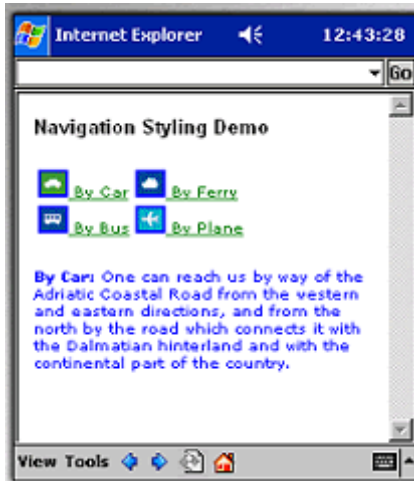 Internet Explorer 12:43:28
Go
Navigation Styling Demo
By Car By Ferry
By Bus By Plane
By Car: One can reach us by way of the
Adriatic Coastal Road from the western
and eastern directions, and from the
north by the road which connects it with
the Dalmatian hinterland and with the
continental part of the country.
View Tools